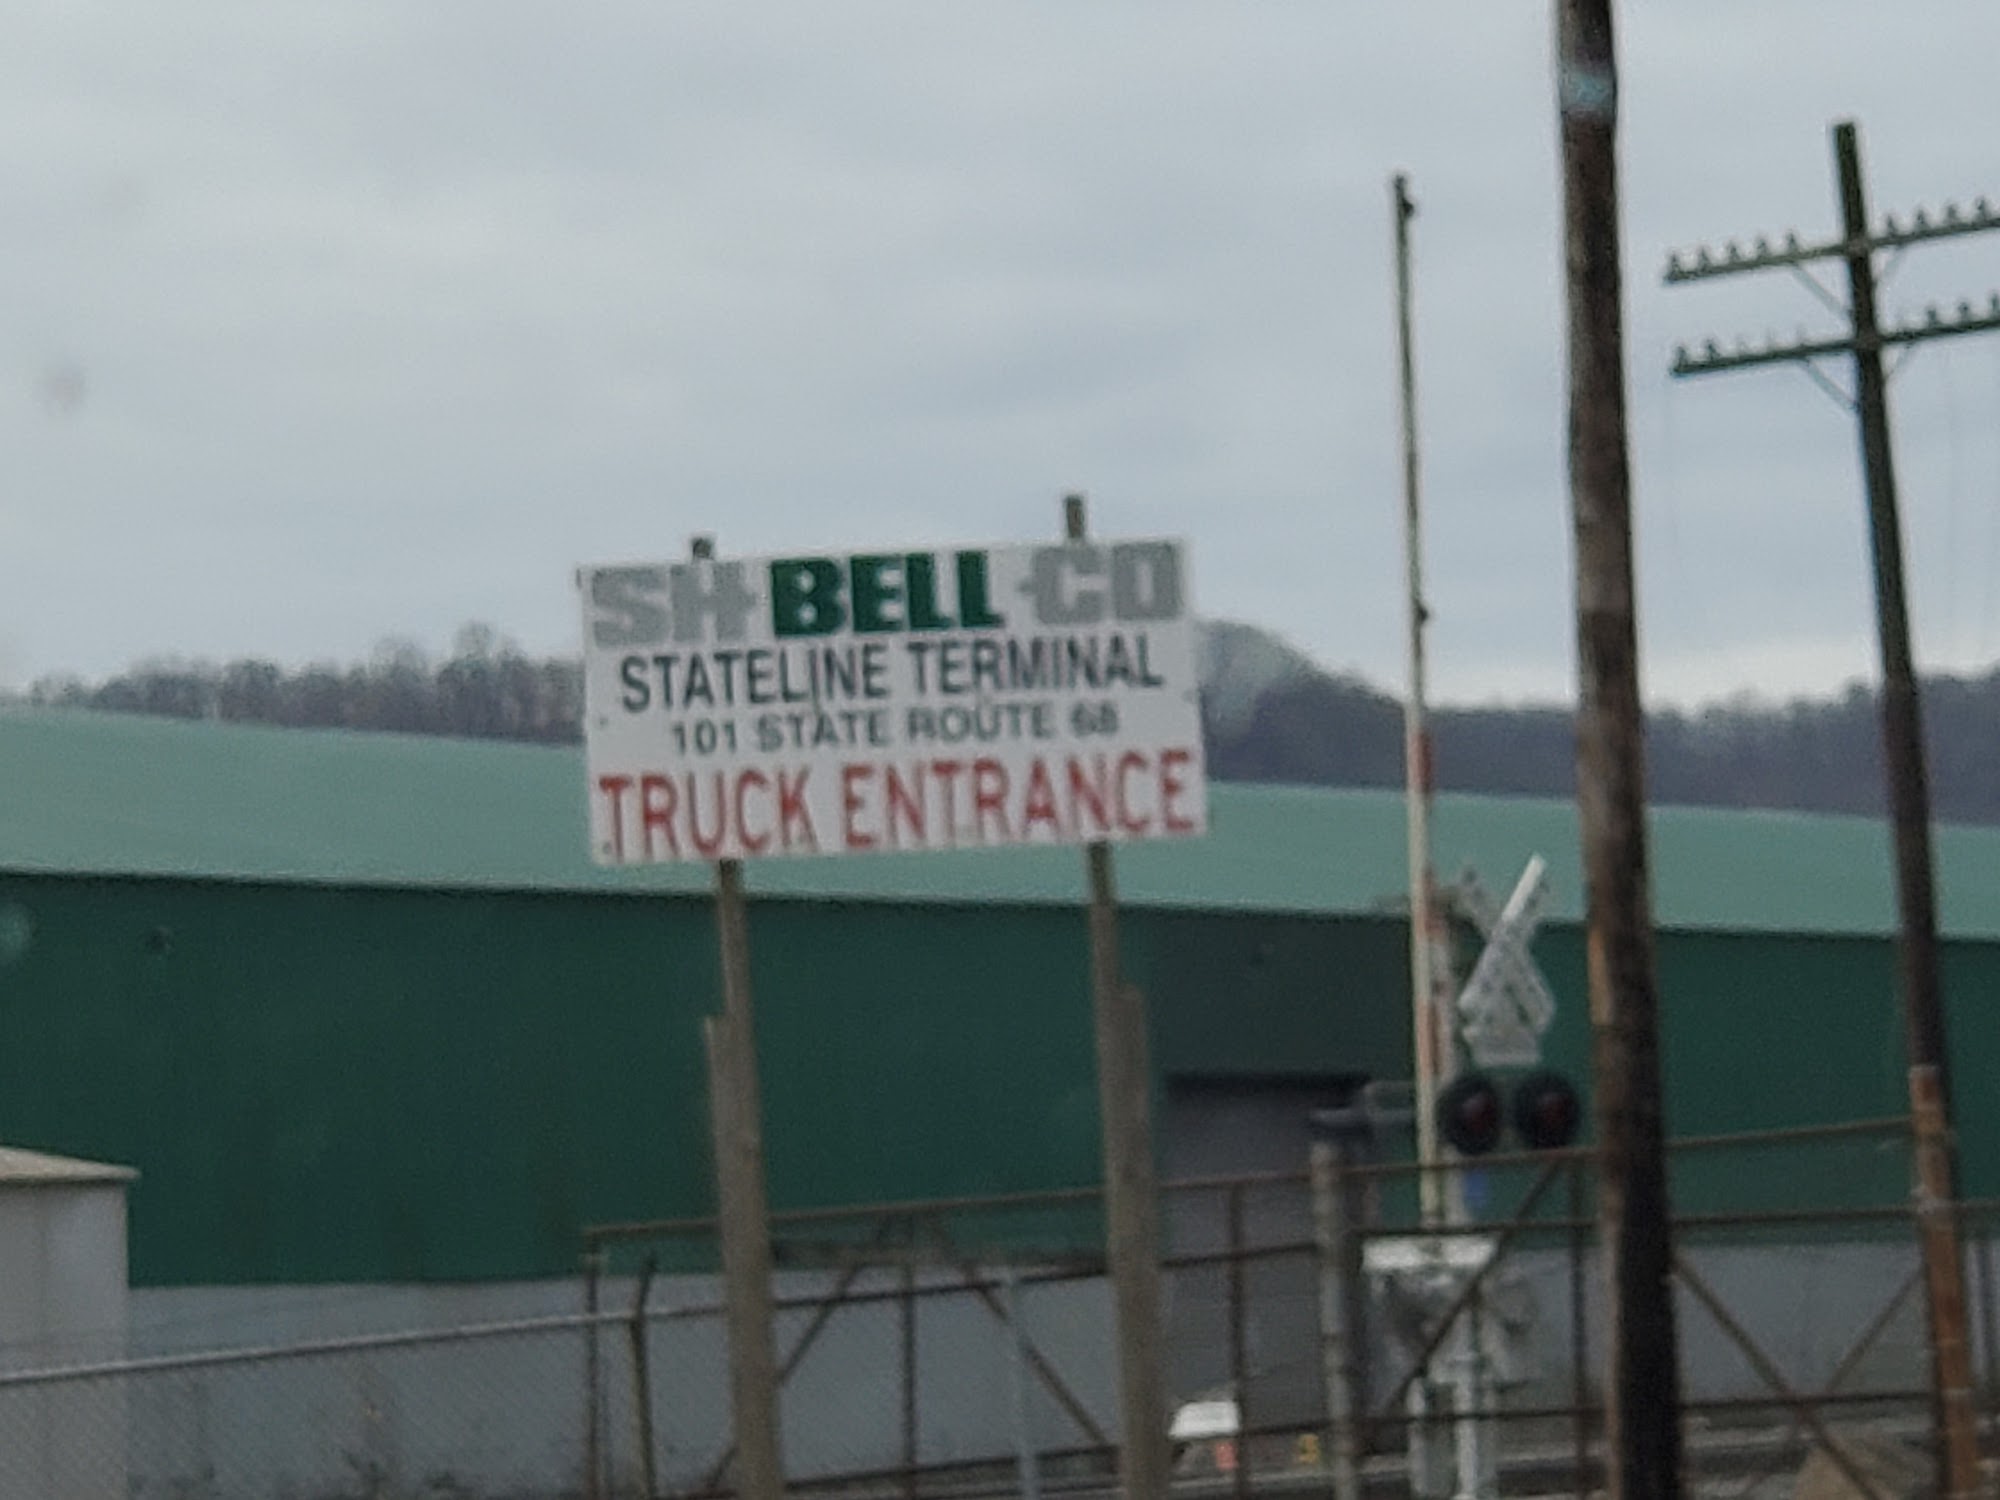 SH·BELL·CO
STATELINE TERMINAL
101 STATE ROUTE 68
TRUCK ENTRANCE